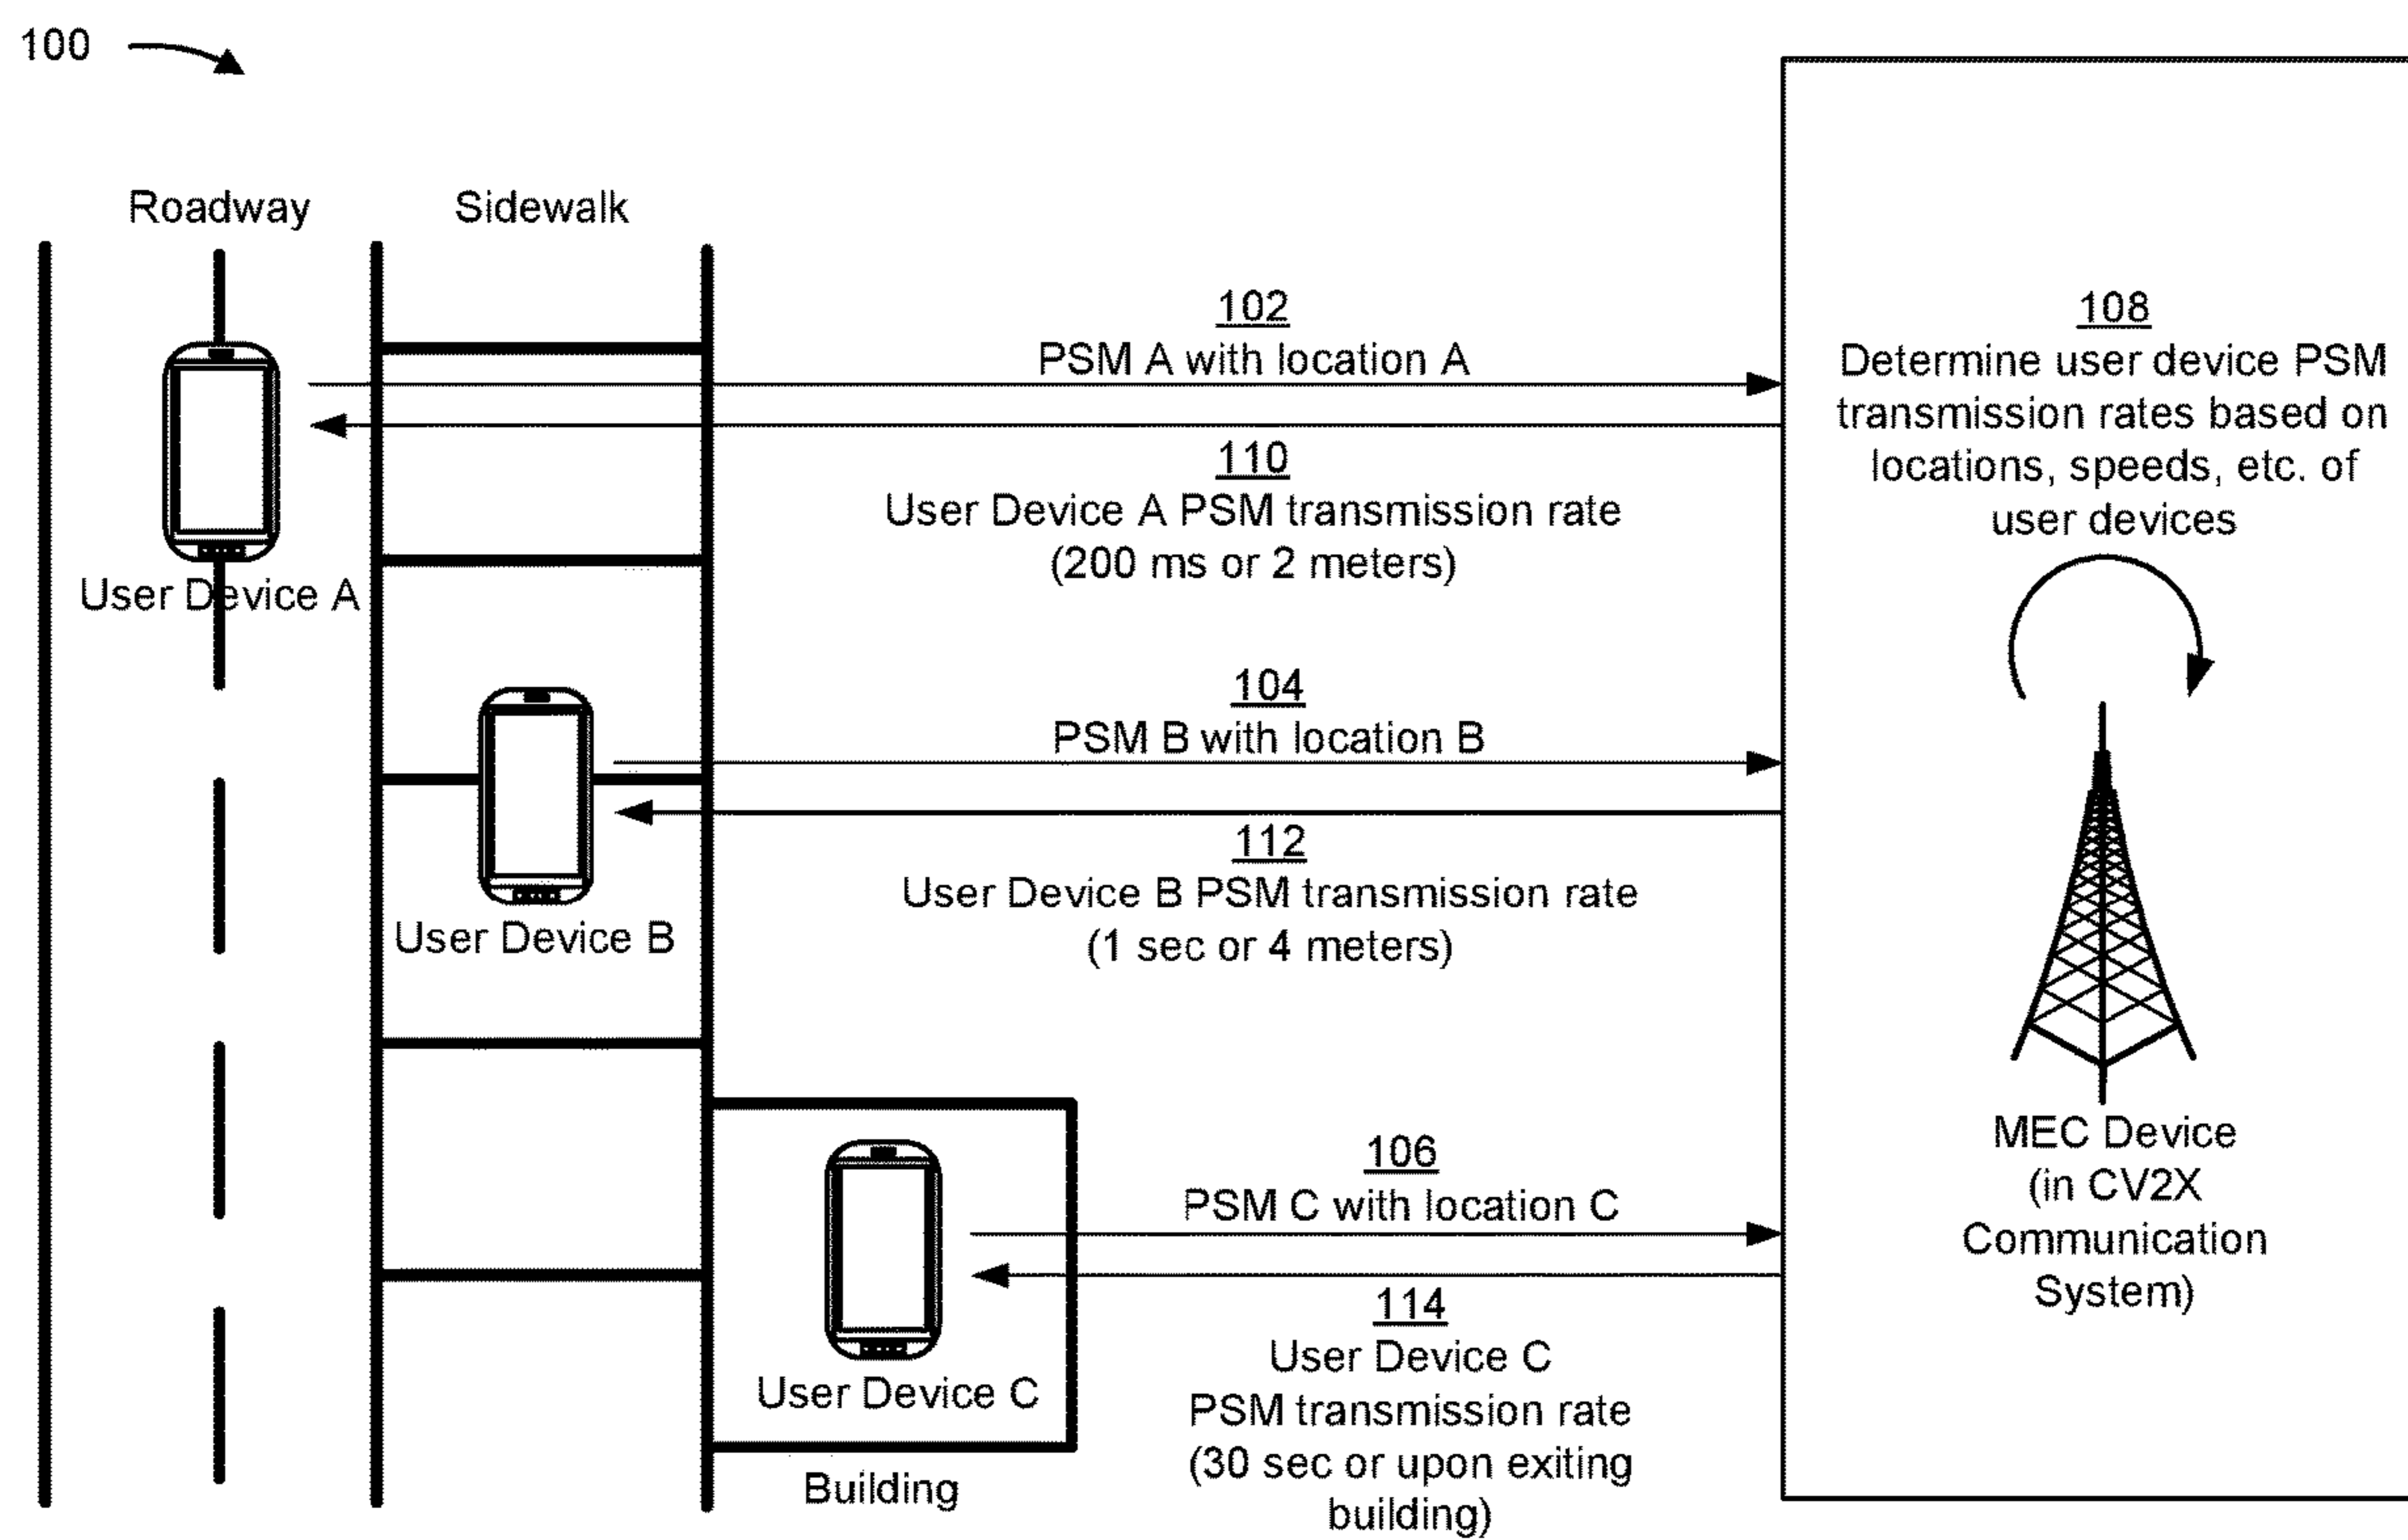 100
Roadway
Sidewalk
102
PSM A with location A
110
User Device A PSM transmission rate
(200 ms or 2 meters)
User Device A
104
PSM B with location B
112
User Device B PSM transmission rate
(1 sec or 4 meters)
User Device B
106
PSM C with location C
114
User Device C
PSM transmission rate
(30 sec or upon exiting
building)
User Device C
Building
108
Determine user device PSM
transmission rates based on
locations, speeds, etc. of
user devices
MEC Device
(in CV2X
Communication
System)